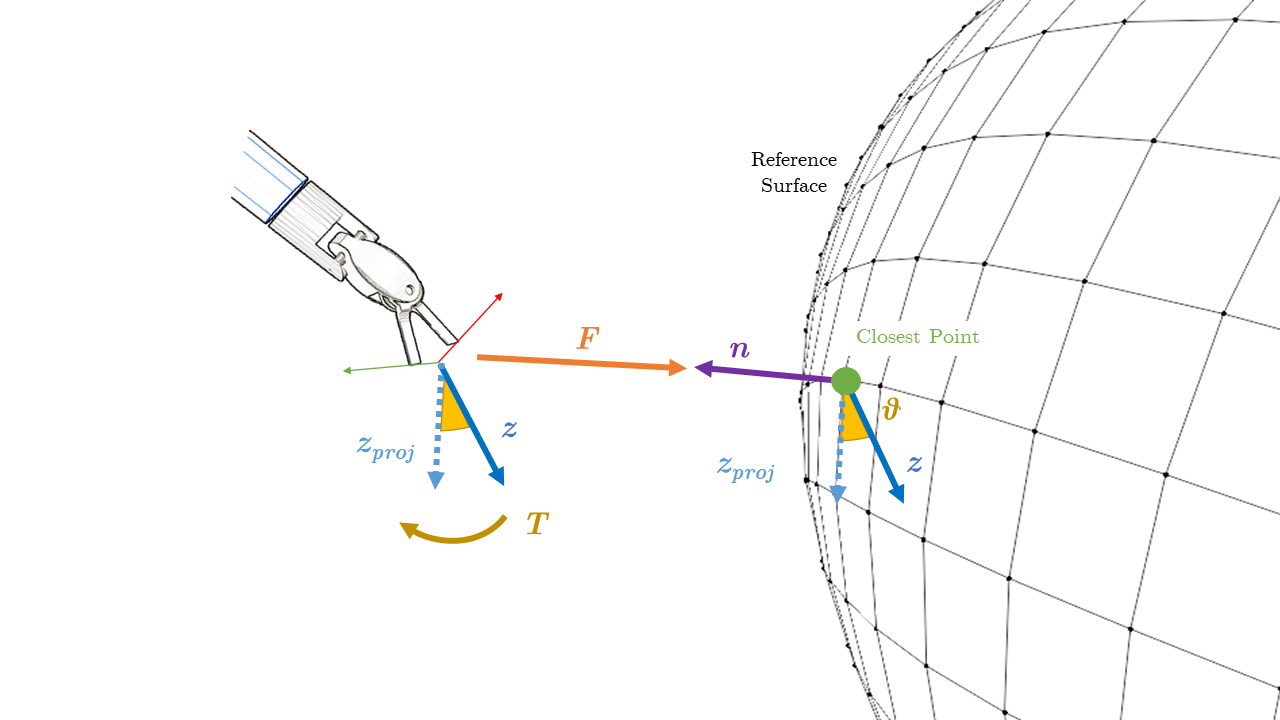 Reference
Surface
Closest Point
F
n
ϑ
z
z_proj
z_proj
z
T